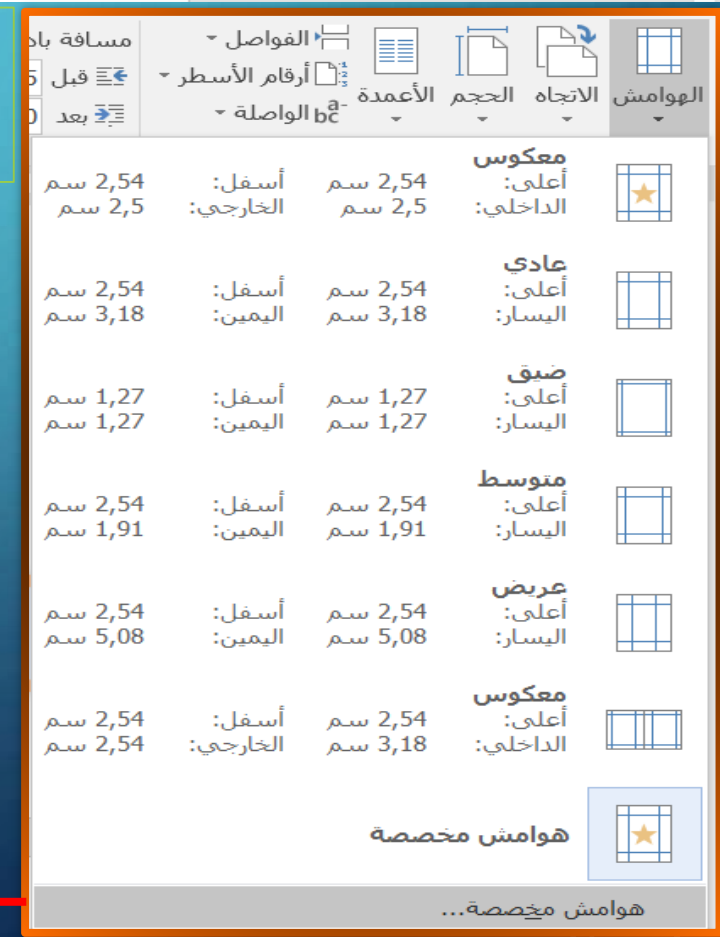 الهوامش
الاتجاه
الحجم
الأعمدة
الفواصل
أرقام الأسطر
الواصلة
مسافة
قبل
بعد
معكوس
أعلى: 2,54 سم أسفل: 2,54 سم
الداخلي: 2,5 سم الخارجي: 2,5 سم
عادي
أعلى: 2,54 سم أسفل: 2,54 سم
اليسار: 3,18 سم اليمين: 3,18 سم
ضيق
أعلى: 1,27 سم أسفل: 1,27 سم
اليسار: 1,27 سم اليمين: 1,27 سم
متوسط
أعلى: 2,54 سم أسفل: 2,54 سم
اليسار: 1,91 سم اليمين: 1,91 سم
عريض
أعلى: 2,54 سم أسفل: 2,54 سم
اليسار: 5,08 سم اليمين: 5,08 سم
معكوس
أعلى: 2,54 سم أسفل: 2,54 سم
الداخلي: 3,18 سم الخارجي: 2,54 سم
هوامش مخصصة
هوامش مخصصة...